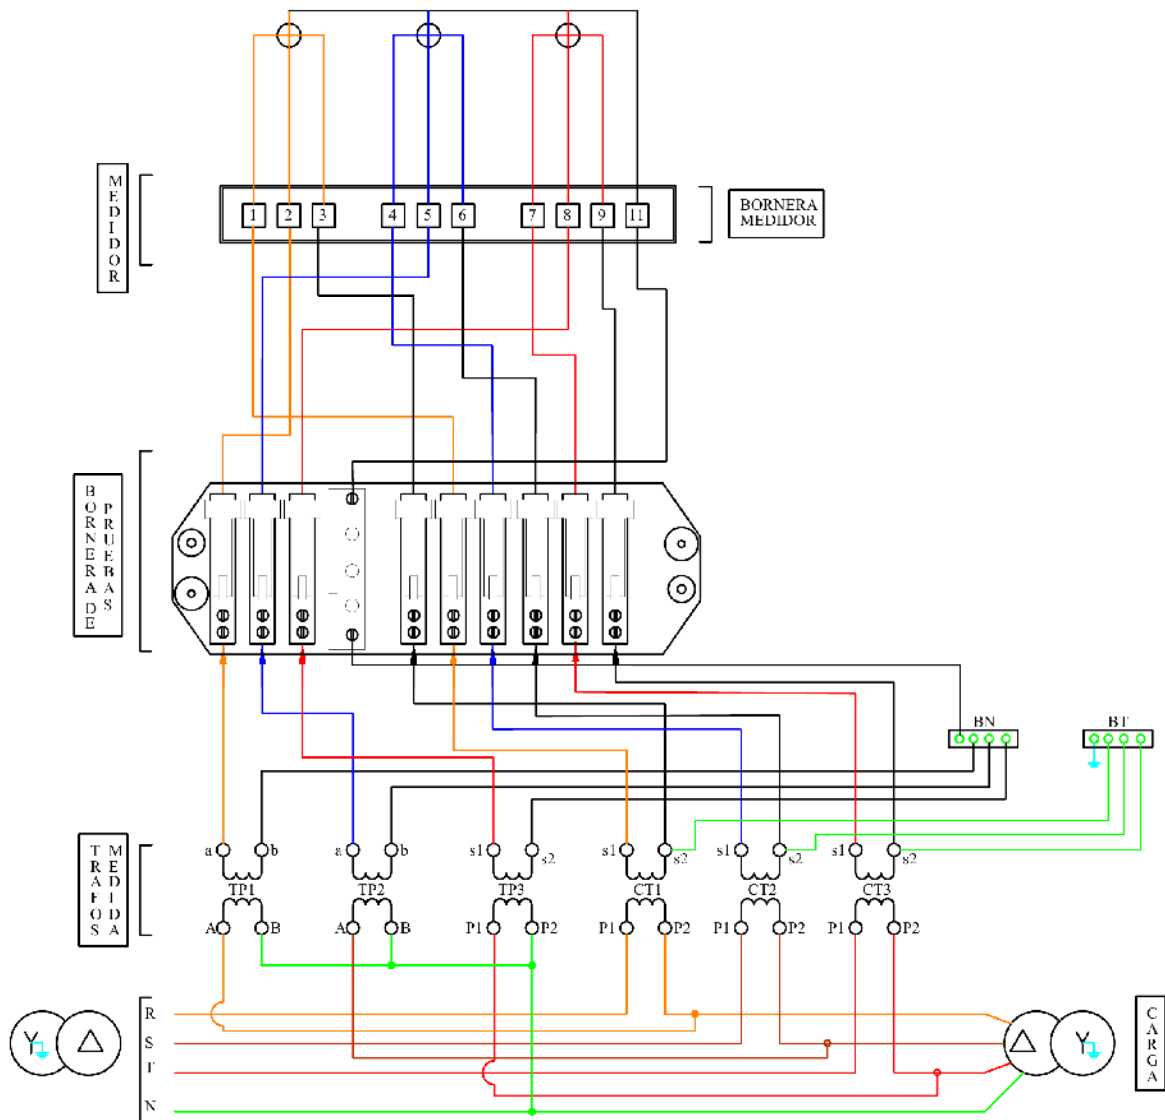 MEDIDOR
1 2 3 4 5 6 7 8 9 11
BORNERA
MEDIDOR
BORNERA DE
PRUEBAS
BN BT
TRAFOS
MEDIDA
a b a b s1 s2 s1 s2 s1 s2 s1 s2
TP1 TP2 TP3 CT1 CT2 CT3
A B A B P1 P2 P1 P2 P1 P2 P1 P2
R
S
T
N
Y Δ
Δ Y
CARGA